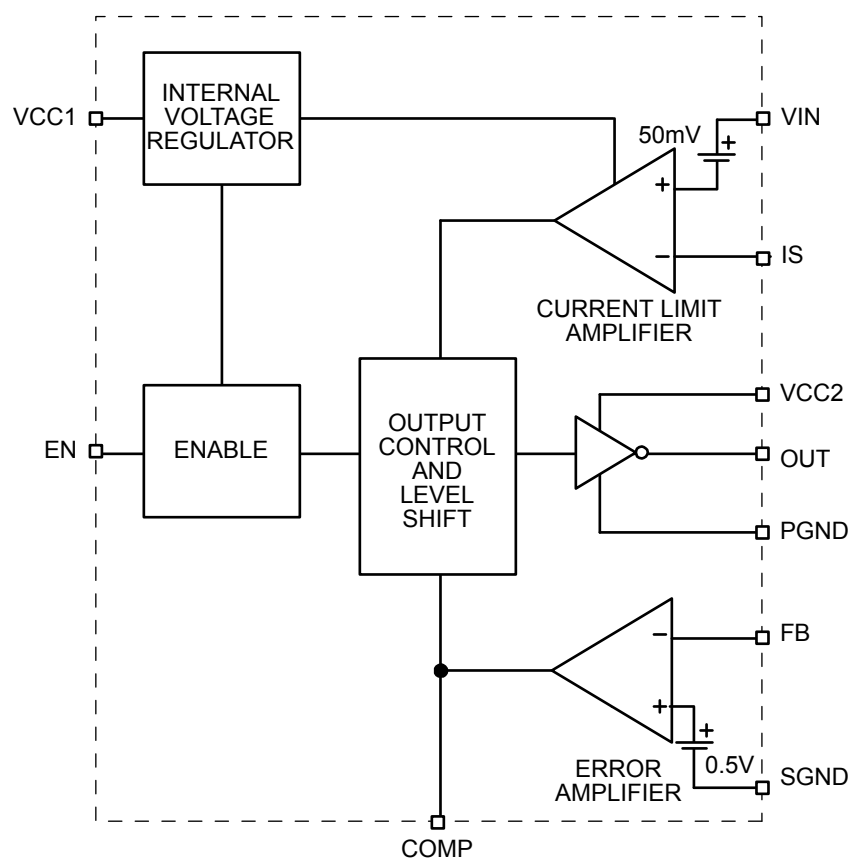 INTERNAL
VOLTAGE
REGULATOR
VCC1
50mV
+
VIN
+
−
IS
CURRENT LIMIT
AMPLIFIER
EN
ENABLE
OUTPUT
CONTROL
AND
LEVEL
SHIFT
VCC2
OUT
PGND
−
FB
+
+
0.5V
ERROR
AMPLIFIER
SGND
COMP